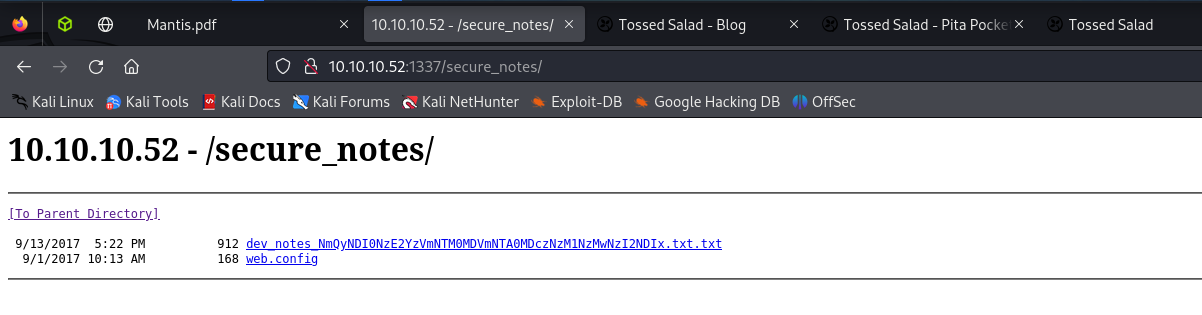 Mantis.pdf
10.10.10.52 - /secure_notes/
Tossed Salad - Blog
Tossed Salad - Pita Pocke
Tossed Salad
10.10.10.52:1337/secure_notes/
Kali Linux Kali Tools Kali Docs Kali Forums Kali NetHunter Exploit-DB Google Hacking DB OffSec
10.10.10.52 - /secure_notes/
[To Parent Directory]
9/13/2017 5:22 PM 912 dev_notes_NmQyNDI0NzE2YzVmNTM0MDVmNTA0MDczNzM1NzMwNzI2NDIx.txt.txt
9/1/2017 10:13 AM 168 web.config